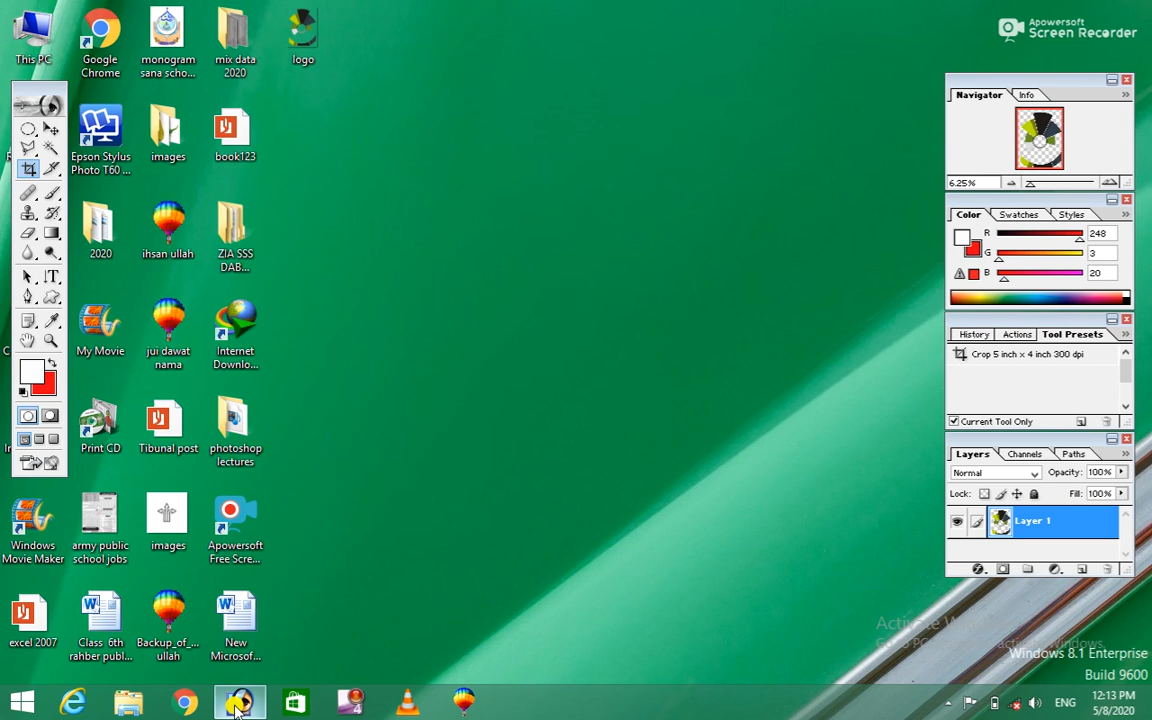 This PC
Google
Chrome
monogram
sana scho...
mix data
2020
logo
Apowersoft
Screen Recorder
Epson Stylus
Photo T60 ...
images
book123
2020
ihsan ullah
ZIA SSS
DAB...
My Movie
jui dawat
nama
Internet
Downlo...
Print CD
Tibunal post
photoshop
lectures
Windows
Movie Maker
army public
school jobs
images
Apowersoft
Free Scre...
excel 2007
Class 6th
rahber publ...
Backup_of_...
ullah
New
Microsof...
Navigator
Info
6.25%
Color
Swatches
Styles
R
248
G
3
B
20
History
Actions
Tool Presets
Crop 5 inch x 4 inch 300 dpi
Current Tool Only
Layers
Channels
Paths
Normal
Opacity:
100%
Lock:
Fill:
100%
Layer 1
Windows 8.1 Enterprise
Build 9600
ENG
12:13 PM
5/8/2020